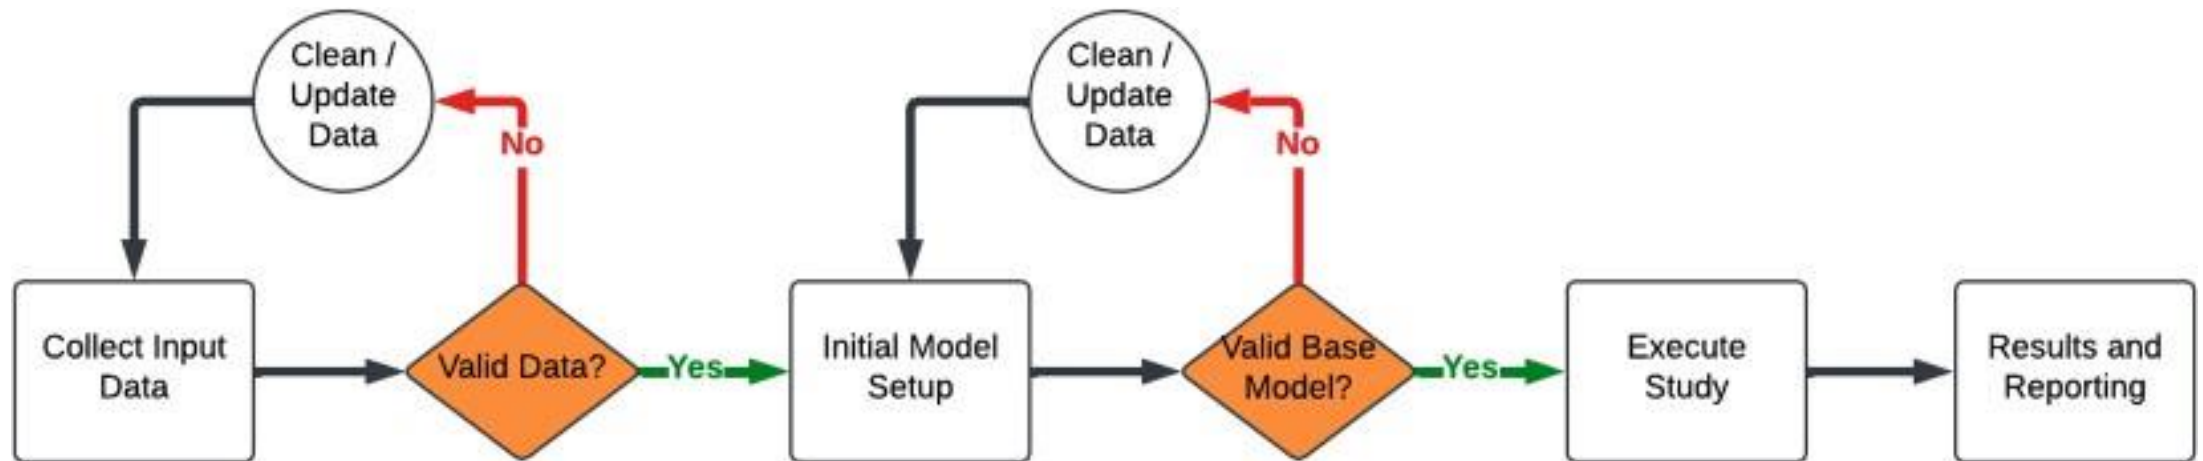 Clean /
Update
Data
No
Clean /
Update
Data
No
Collect Input
Data
Valid Data?
Yes
Initial Model
Setup
Valid Base
Model?
Yes
Execute
Study
Results and
Reporting